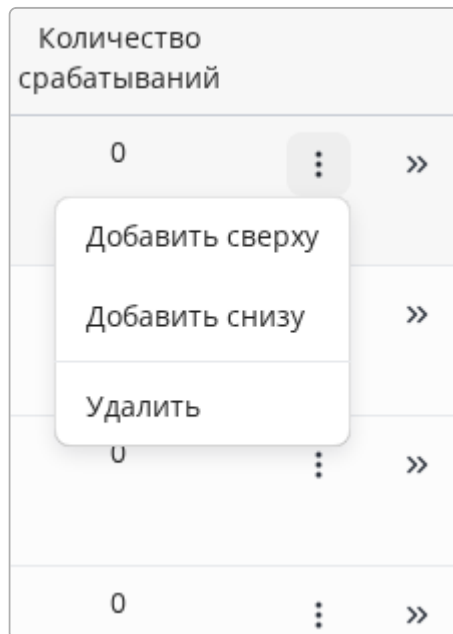 Количество
срабатываний
0
Добавить сверху
Добавить снизу
Удалить
0
0